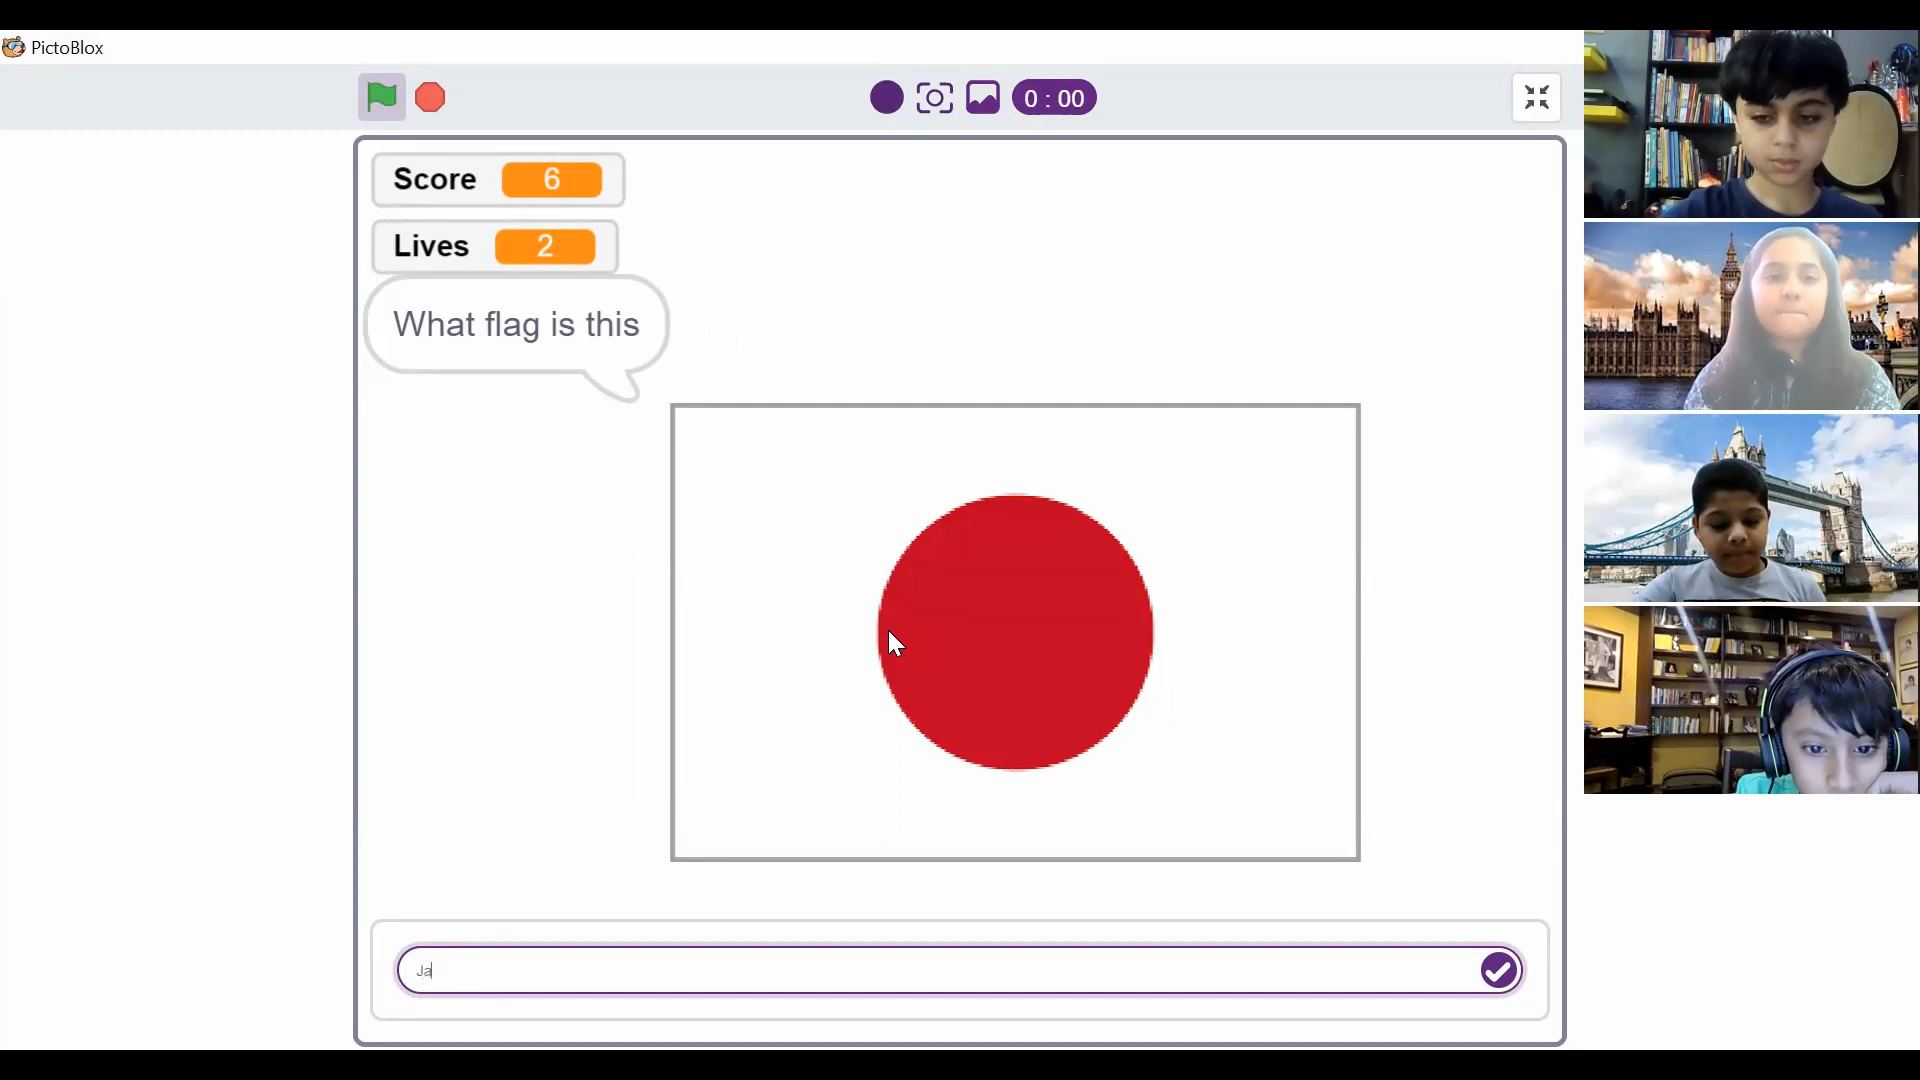 PictoBlox
0 : 00
Score 6
Lives 2
What flag is this
Ja